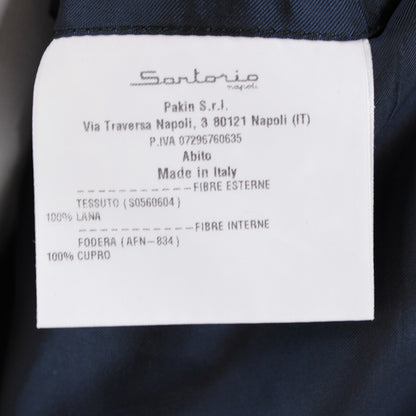 Sartorio
napoli
Pakin S.r.l.
Via Traversa Napoli, 3 80121 Napoli (IT)
P.IVA 07296760635
Abito
Made in Italy
-----------------FIBRE ESTERNE
TESSUTO (S0560604)
100% LANA
-----------------FIBRE INTERNE
FODERA (AFN-834)
100% CUPRO